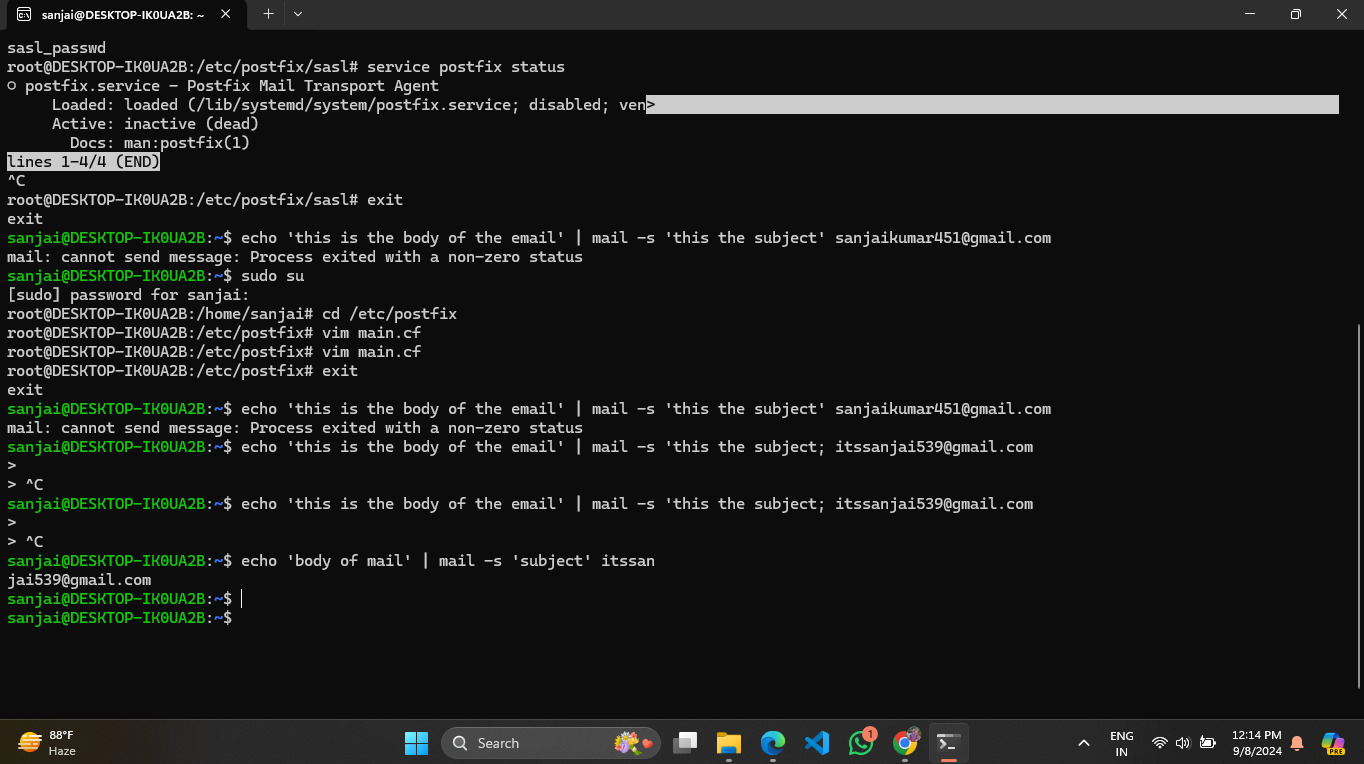 sanjai@DESKTOP-IK0UA2B: ~
sasl_passwd
root@DESKTOP-IK0UA2B:/etc/postfix/sasl# service postfix status
○ postfix.service - Postfix Mail Transport Agent
Loaded: loaded (/lib/systemd/system/postfix.service; disabled; ven>
Active: inactive (dead)
Docs: man:postfix(1)
lines 1-4/4 (END)
^C
root@DESKTOP-IK0UA2B:/etc/postfix/sasl# exit
exit
sanjai@DESKTOP-IK0UA2B:~$ echo 'this is the body of the email' | mail -s 'this the subject' sanjaikumar451@gmail.com
mail: cannot send message: Process exited with a non-zero status
sanjai@DESKTOP-IK0UA2B:~$ sudo su
[sudo] password for sanjai:
root@DESKTOP-IK0UA2B:/home/sanjai# cd /etc/postfix
root@DESKTOP-IK0UA2B:/etc/postfix# vim main.cf
root@DESKTOP-IK0UA2B:/etc/postfix# vim main.cf
root@DESKTOP-IK0UA2B:/etc/postfix# exit
exit
sanjai@DESKTOP-IK0UA2B:~$ echo 'this is the body of the email' | mail -s 'this the subject' sanjaikumar451@gmail.com
mail: cannot send message: Process exited with a non-zero status
sanjai@DESKTOP-IK0UA2B:~$ echo 'this is the body of the email' | mail -s 'this the subject; itssanjai539@gmail.com
>
> ^C
sanjai@DESKTOP-IK0UA2B:~$ echo 'this is the body of the email' | mail -s 'this the subject; itssanjai539@gmail.com
>
> ^C
sanjai@DESKTOP-IK0UA2B:~$ echo 'body of mail' | mail -s 'subject' itssan
jai539@gmail.com
sanjai@DESKTOP-IK0UA2B:~$
sanjai@DESKTOP-IK0UA2B:~$
88°F
Haze
Search
1
ENG
IN
12:14 PM
9/8/2024
PRE